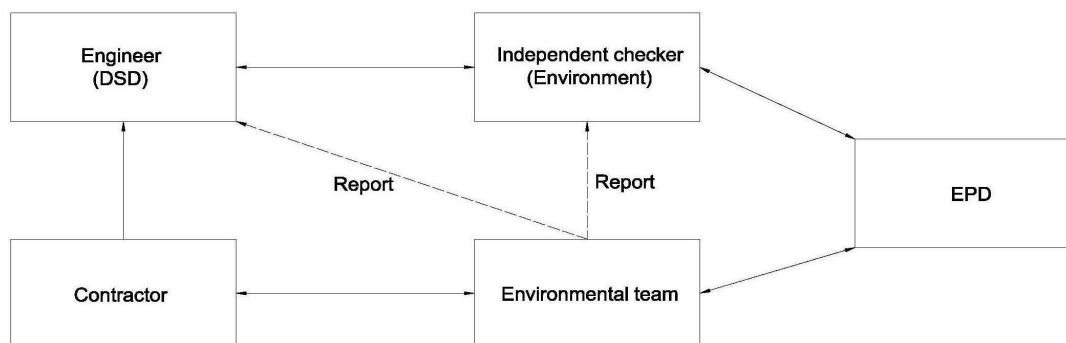 Engineer
(DSD)
Independent checker
(Environment)
Report
Report
EPD
Contractor
Environmental team